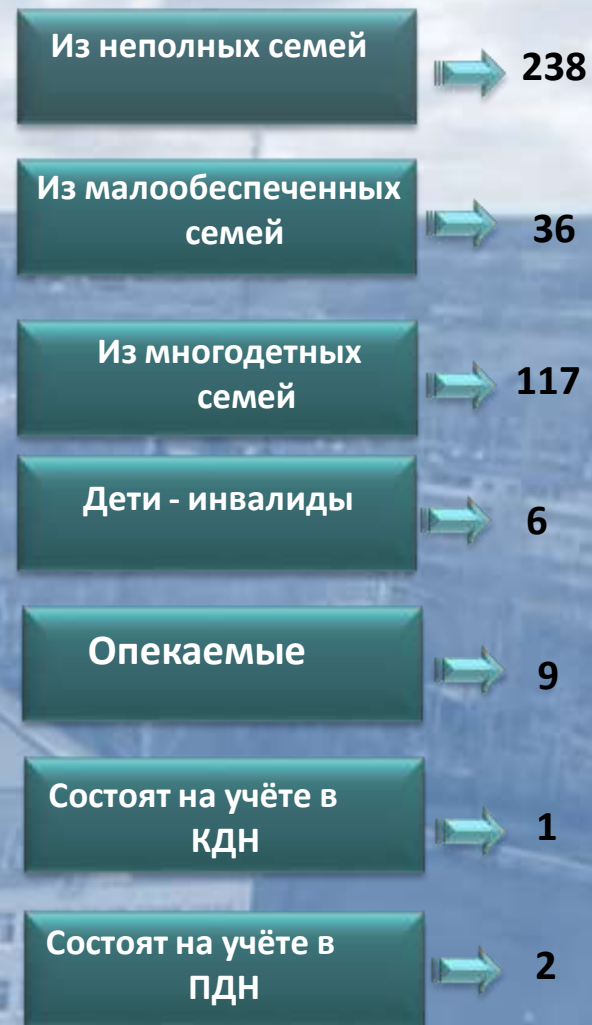 Из неполных семей
238
Из малообеспеченных
семей
36
Из многодетных
семей
117
Дети - инвалиды
6
Опекаемые
9
Состоят на учёте в
КДН
1
Состоят на учёте в
ПДН
2